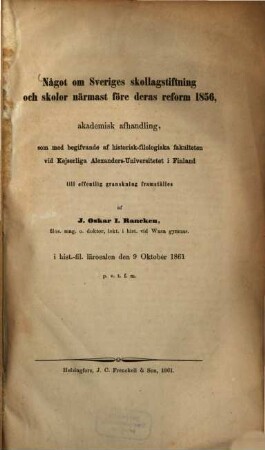 Något om Sveriges skollagstiftning
och skolor närmast före deras reform 1856,
akademisk afhandling,
som med begifvande af historisk-filologiska fakulteten
vid Kejserliga Alexanders-Universitetet i Finland
till offentlig granskning framställes
af
J. Oskar I. Rancken,
filos. mag. o. doktor, lekt. i hist. vid Wasa gymnas.
i hist.-fil. lärosalen den 9 Oktober 1861
p. v. t. f. m.
Helsingfors, J. C. Frenckell & Son, 1861.